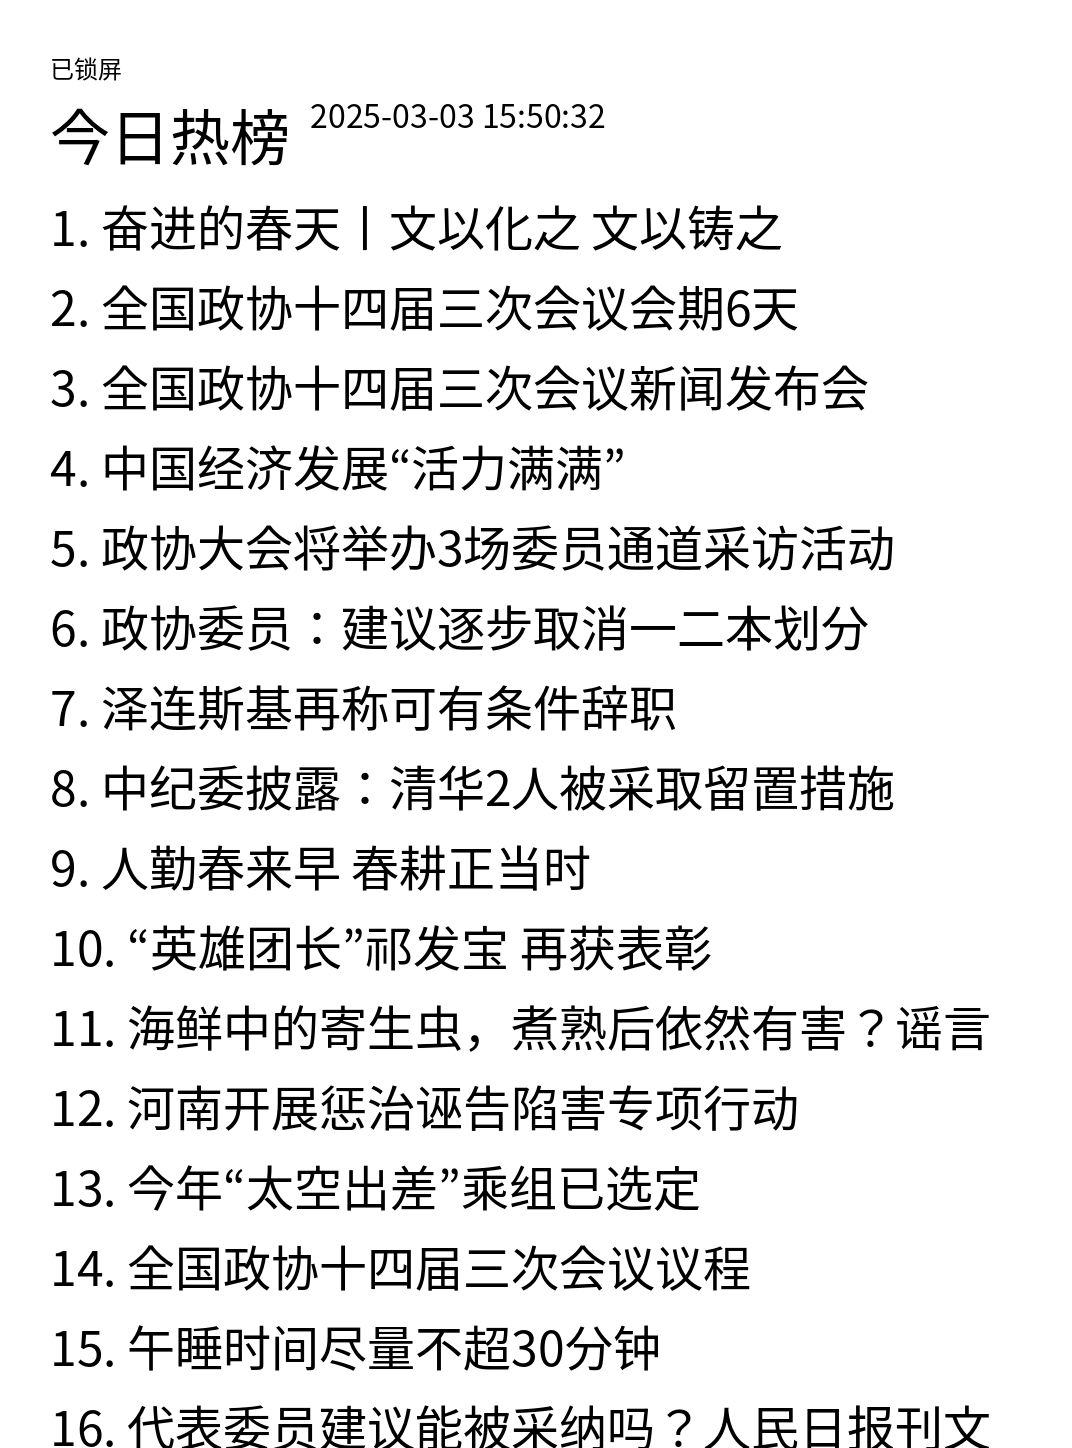 已锁屏
今日热榜 2025-03-03 15:50:32
1. 奋进的春天丨文以化之 文以铸之
2. 全国政协十四届三次会议会期6天
3. 全国政协十四届三次会议新闻发布会
4. 中国经济发展“活力满满”
5. 政协大会将举办3场委员通道采访活动
6. 政协委员：建议逐步取消一二本划分
7. 泽连斯基再称可有条件辞职
8. 中纪委披露：清华2人被采取留置措施
9. 人勤春来早 春耕正当时
10. “英雄团长”祁发宝 再获表彰
11. 海鲜中的寄生虫，煮熟后依然有害？谣言
12. 河南开展惩治诬告陷害专项行动
13. 今年“太空出差”乘组已选定
14. 全国政协十四届三次会议议程
15. 午睡时间尽量不超30分钟
16. 代表委员建议能被采纳吗？人民日报刊文